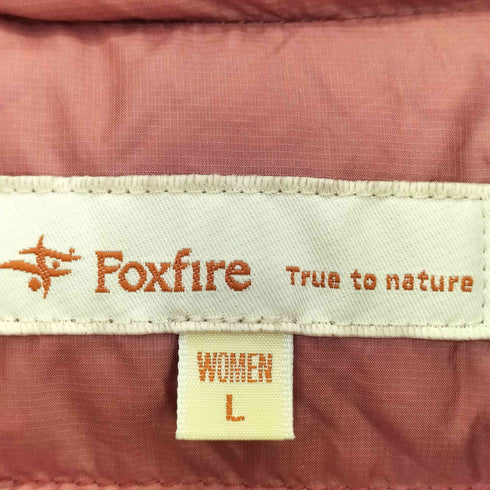 Foxfire True to nature
WOMEN
L